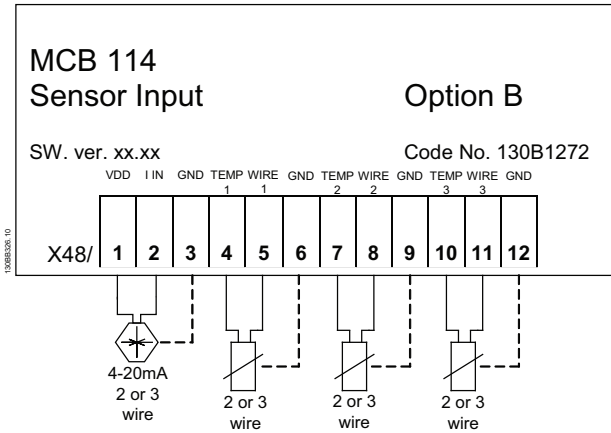 MCB 114
Sensor Input Option B
SW. ver. xx.xx Code No. 130B1272
VDD I IN GND TEMP WIRE GND TEMP WIRE GND TEMP WIRE GND
1 1 2 2 3 3
X48/ 1 2 3 4 5 6 7 8 9 10 11 12
130BB326.10
4-20mA
2 or 3
wire
2 or 3
wire
2 or 3
wire
2 or 3
wire